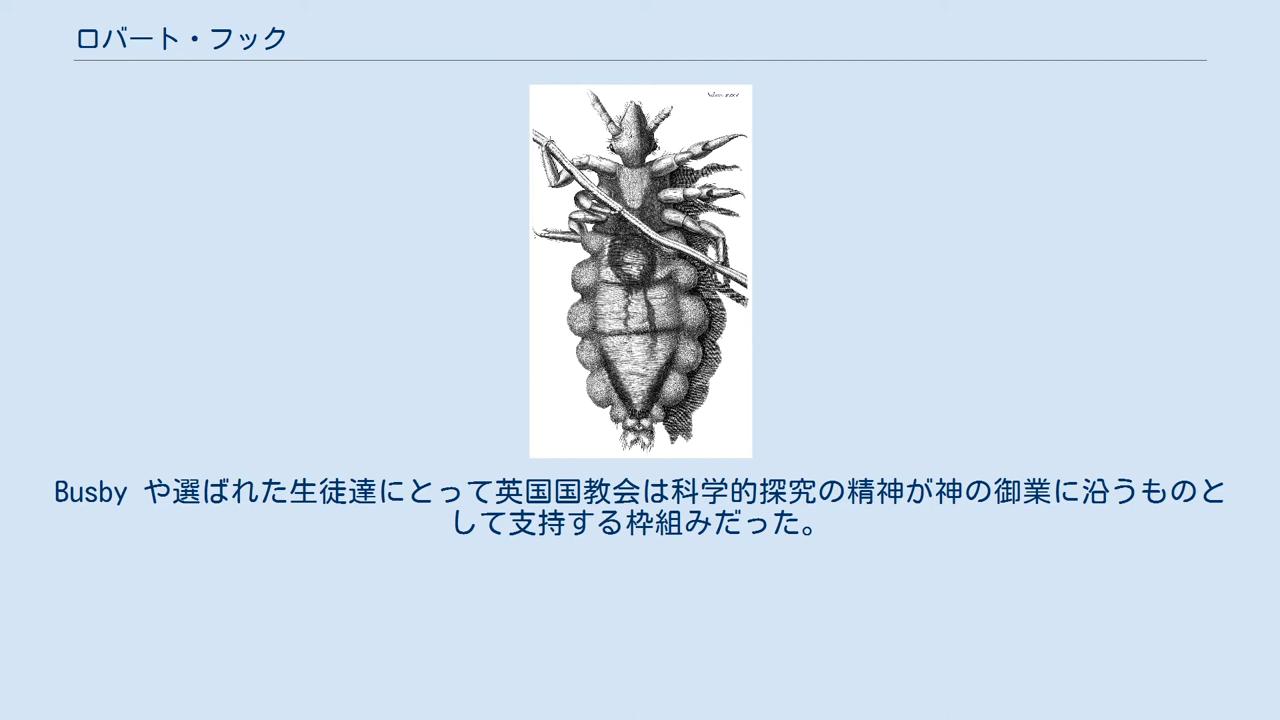 ロバート・フック
Busby や選ばれた生徒達にとって英国国教会は科学的探究の精神が神の御業に沿うものと
して支持する枠組みだった。